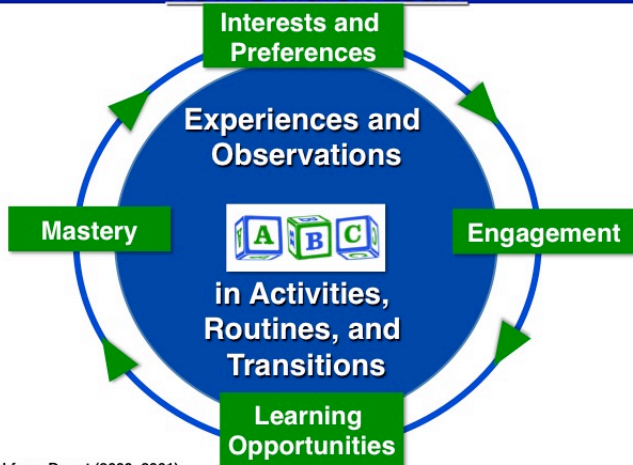 Interests and
Preferences
Experiences and
Observations
Mastery
A B C
Engagement
in Activities,
Routines, and
Transitions
Learning
Opportunities